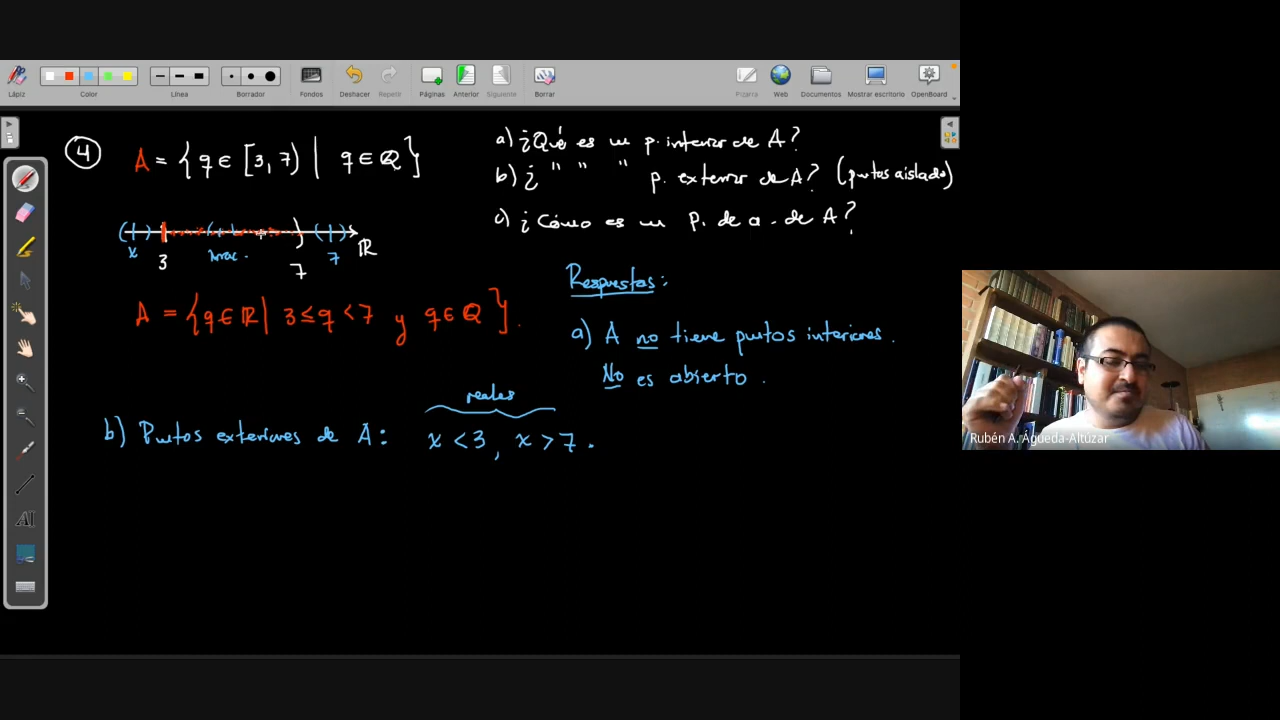 Lápiz
Color
Línea
Borrador
Fondos
Deshacer
Repetir
Páginas
Anterior
Siguiente
Borrar
Pizarra
Web
Documentos
Mostrar escritorio
OpenBoard
4 A = {q ∈ [3, 7) | q ∈ ℚ}
a) ¿Qué es un p. interior de A?
b) ¿ " " " p. exterior de A? (puntos aislado)
c) ¿Cómo es un p. de a. de A?
x 3 irrac. 7 7 ℝ
A = {q ∈ ℝ | 3 ≤ q < 7 y q ∈ ℚ}.
Respuestas:
a) A no tiene puntos interiores.
No es abierto.
reales
b) Puntos exteriores de A: x < 3, x > 7.
Rubén A. Águeda-Altúzar